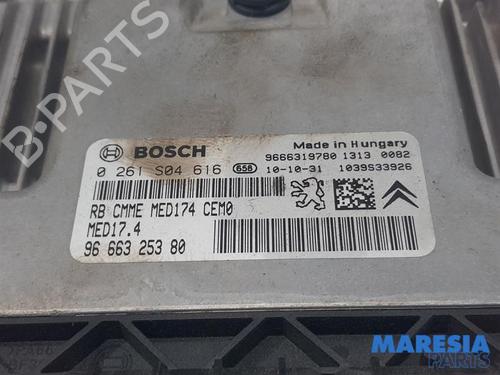 BOSCH
Made in Hungary
9666319780 1313 0082
0 261 S04 616 658 10-10-31 1039S33926
RB CMME MED174 CEM0
MED17.4
96 663 253 80
MARESIA
PARTS